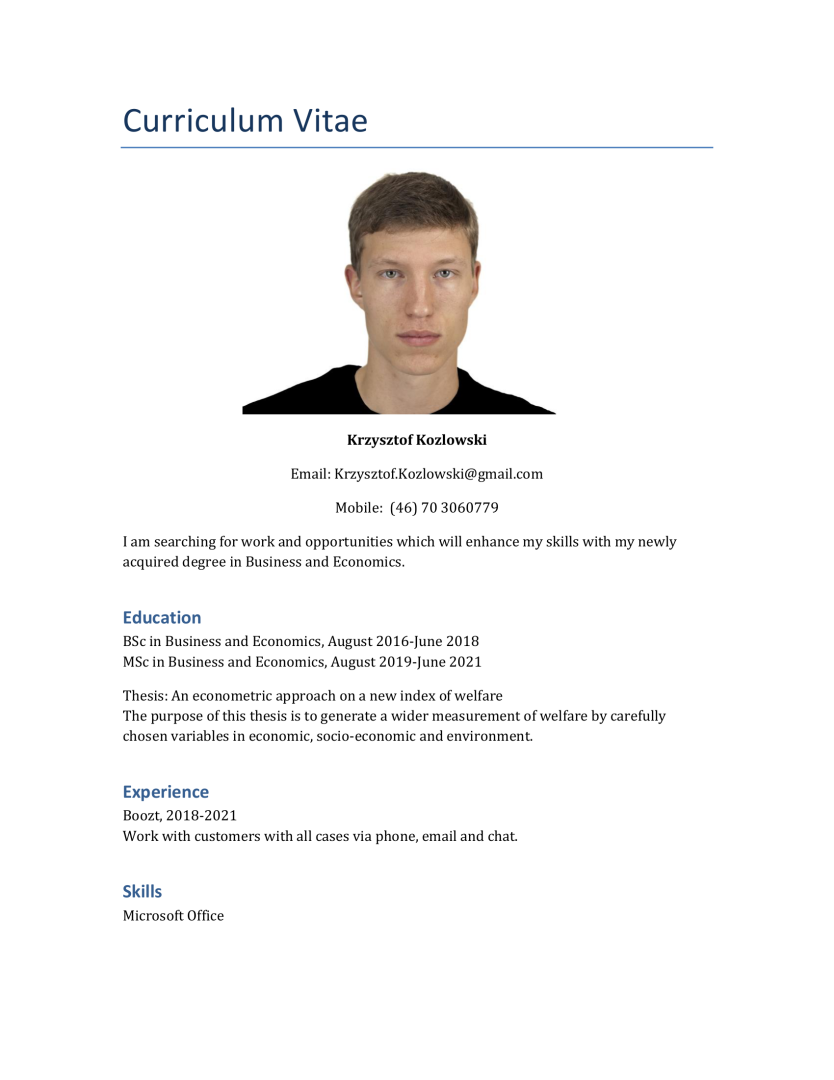 Curriculum Vitae
Krzysztof Kozlowski
Email: Krzysztof.Kozlowski@gmail.com
Mobile:  (46) 70 3060779
I am searching for work and opportunities which will enhance my skills with my newly
acquired degree in Business and Economics.
Education
BSc in Business and Economics, August 2016-June 2018
MSc in Business and Economics, August 2019-June 2021
Thesis: An econometric approach on a new index of welfare
The purpose of this thesis is to generate a wider measurement of welfare by carefully
chosen variables in economic, socio-economic and environment.
Experience
Boozt, 2018-2021
Work with customers with all cases via phone, email and chat.
Skills
Microsoft Office